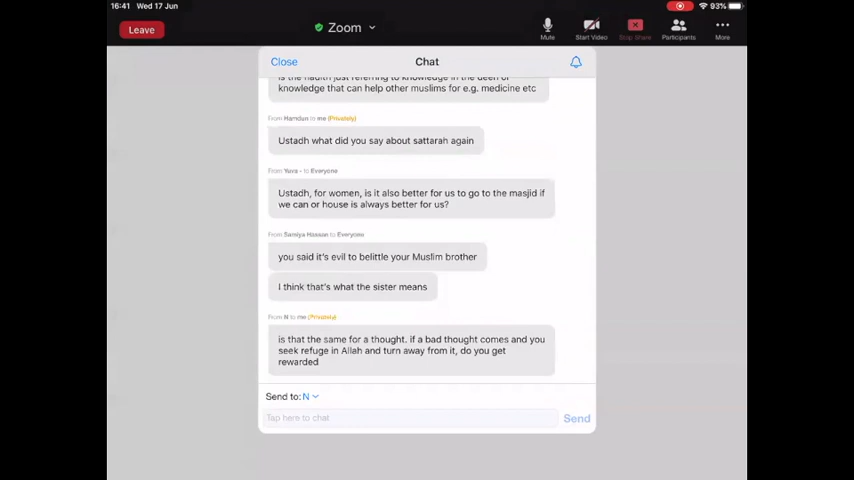 16:41 Wed 17 Jun
93%
Leave
Zoom
Mute
Start Video
Stop Share
Participants
More
Close
Chat
is the hadith just referring to knowledge in the deen or
knowledge that can help other muslims for e.g. medicine etc
From Hamdun to me (Privately)
Ustadh what did you say about sattarah again
From Yuva - to Everyone
Ustadh, for women, is it also better for us to go to the masjid if
we can or house is always better for us?
From Samiya Hassan to Everyone
you said it's evil to belittle your Muslim brother
I think that's what the sister means
From N to me (Privately)
is that the same for a thought. if a bad thought comes and you
seek refuge in Allah and turn away from it, do you get
rewarded
Send to: N
Tap here to chat
Send